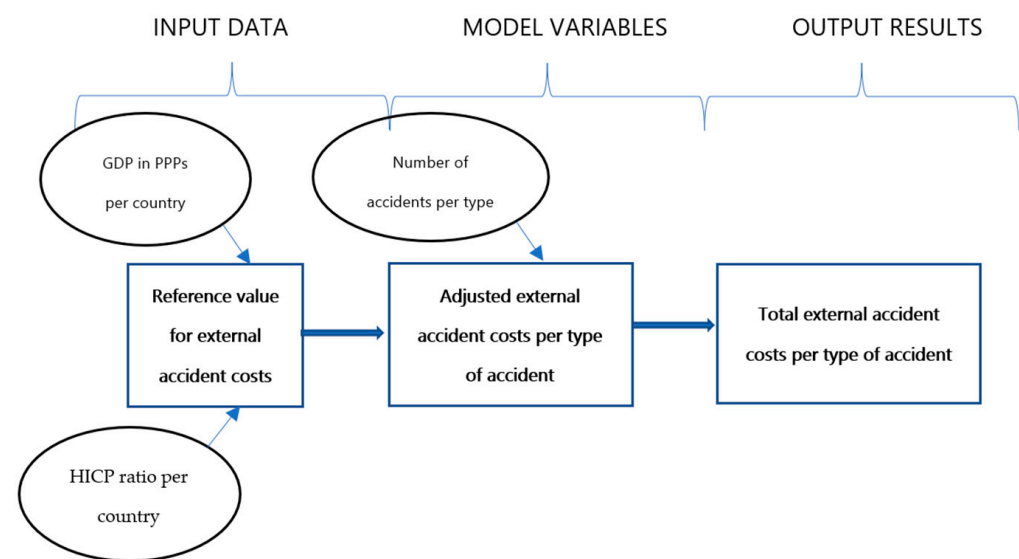 INPUT DATA
MODEL VARIABLES
OUTPUT RESULTS
GDP in PPPs
per country
Number of
accidents per type
Reference value
for external
accident costs
Adjusted external
accident costs per type
of accident
Total external accident
costs per type of accident
HICP ratio per
country